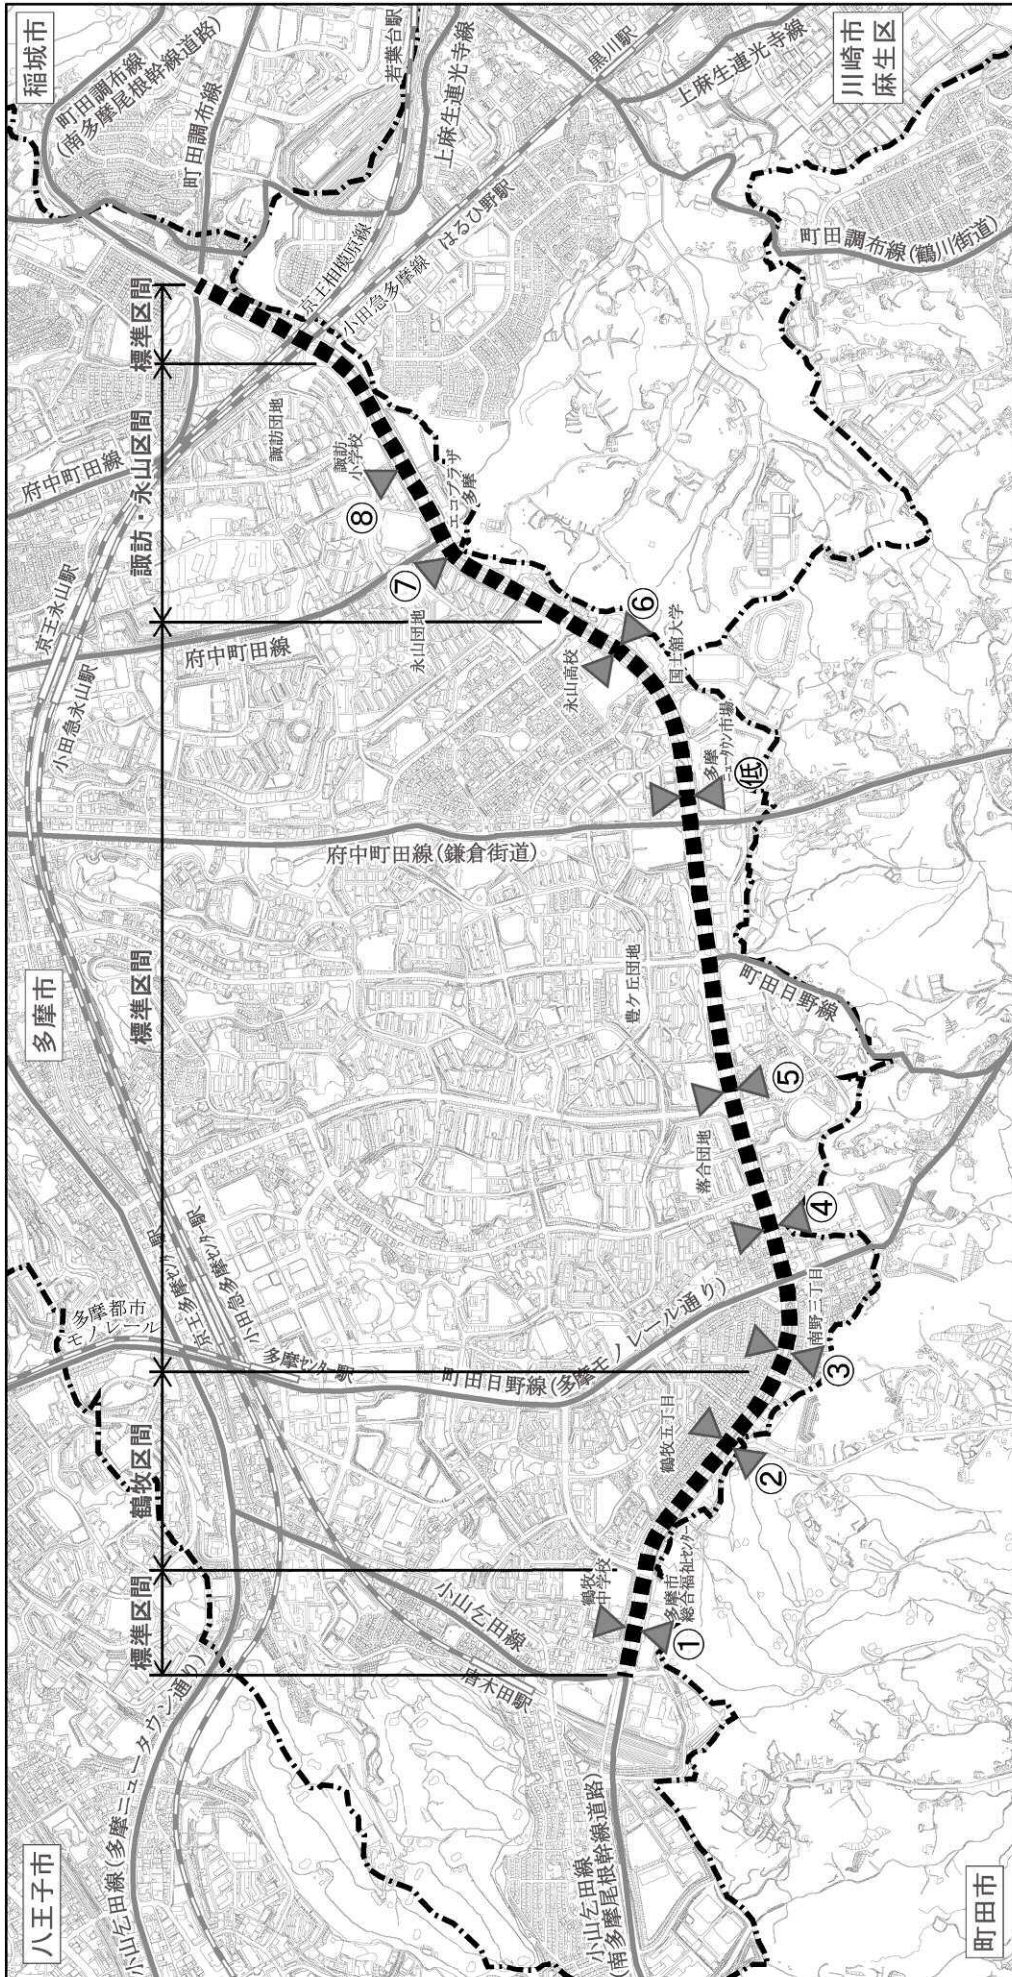 八王子市
多摩市
稲城市
川崎市
麻生区
町田市
標準区間
鶴牧区間
標準区間
諏訪・永山区間
標準区間
小山乞田線(多摩ニュータウン通り)
小山乞田線
小山乞田線
(南多摩尾根幹線道路)
唐木田駅
多摩都市
モノレール
多摩センター駅
京王多摩センター駅
小田急多摩センター駅
町田日野線(多摩モノレール通り)
町田日野線
府中町田線(鎌倉街道)
府中町田線
府中町田線
京王永山駅
小田急永山駅
京王相模原線
小田急多摩線
はるひ野駅
黒川駅
若葉台駅
町田調布線
(南多摩尾根幹線道路)
町田調布線
上麻生連光寺線
上麻生連光寺線
町田調布線(鶴川街道)
鶴牧
中学校
多摩市
総合福祉センター
鶴牧五丁目
南野二丁目
落合団地
豊ケ丘団地
多摩
ニュータウン市場
国士舘大学
永山高校
永山団地
エコプラザ
多摩
諏訪
小学校
諏訪団地
①
②
③
④
⑤
低
⑥
⑦
⑧